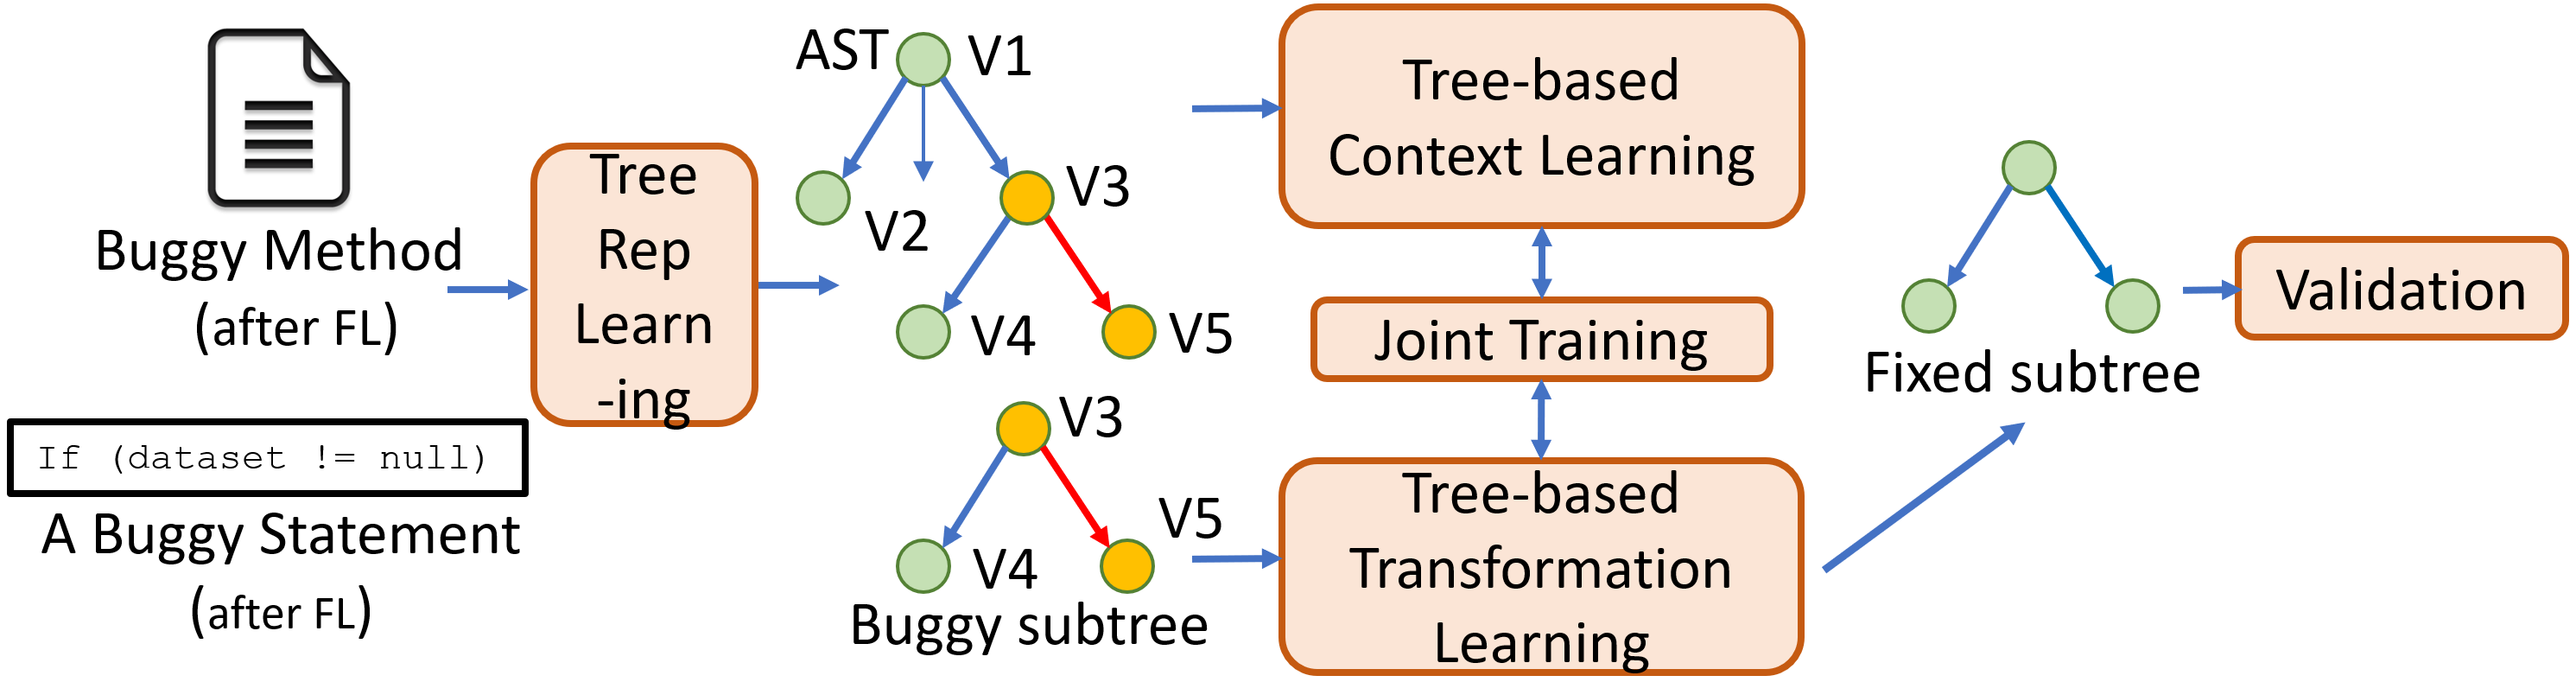 Buggy Method
(after FL)
If (dataset != null)
A Buggy Statement
(after FL)
Tree
Rep
Learn
-ing
AST
V1
V2
V3
V4
V5
V3
V4
V5
Buggy subtree
Tree-based
Context Learning
Joint Training
Tree-based
Transformation
Learning
Fixed subtree
Validation